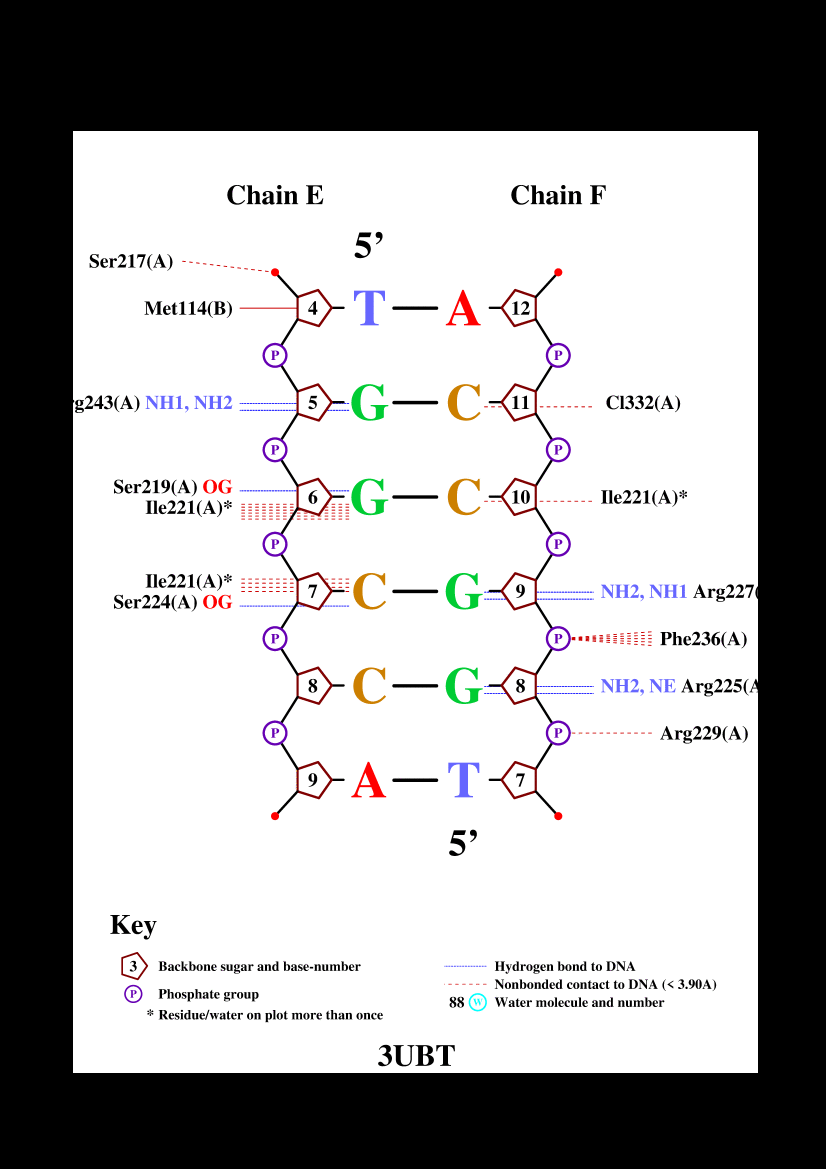 Chain E Chain F
5’
Ser217(A)
Met114(B) 4 T A 12
P P
rg243(A) NH1, NH2 5 G C 11 Cl332(A)
P P
Ser219(A) OG
Ile221(A)* 6 G C 10 Ile221(A)*
P P
Ile221(A)*
Ser224(A) OG 7 C G 9 NH2, NH1 Arg227(
P P Phe236(A)
8 C G 8 NH2, NE Arg225(A
P P Arg229(A)
9 A T 7
5’
Key
3 Backbone sugar and base-number
P Phosphate group
* Residue/water on plot more than once
Hydrogen bond to DNA
Nonbonded contact to DNA (< 3.90A)
88 W Water molecule and number
3UBT